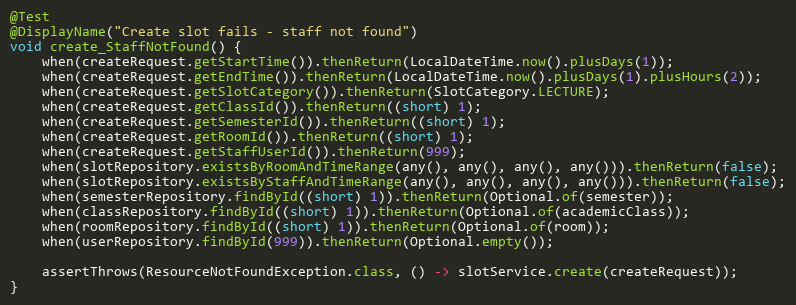 @Test
@DisplayName("Create slot fails - staff not found")
void create_StaffNotFound() {
    when(createRequest.getStartTime()).thenReturn(LocalDateTime.now().plusDays(1));
    when(createRequest.getEndTime()).thenReturn(LocalDateTime.now().plusDays(1).plusHours(2));
    when(createRequest.getSlotCategory()).thenReturn(SlotCategory.LECTURE);
    when(createRequest.getClassId()).thenReturn((short) 1);
    when(createRequest.getSemesterId()).thenReturn((short) 1);
    when(createRequest.getRoomId()).thenReturn((short) 1);
    when(createRequest.getStaffUserId()).thenReturn(999);
    when(slotRepository.existsByRoomAndTimeRange(any(), any(), any(), any())).thenReturn(false);
    when(slotRepository.existsByStaffAndTimeRange(any(), any(), any(), any())).thenReturn(false);
    when(semesterRepository.findById((short) 1)).thenReturn(Optional.of(semester));
    when(classRepository.findById((short) 1)).thenReturn(Optional.of(academicClass));
    when(roomRepository.findById((short) 1)).thenReturn(Optional.of(room));
    when(userRepository.findById(999)).thenReturn(Optional.empty());

    assertThrows(ResourceNotFoundException.class, () -> slotService.create(createRequest));
}